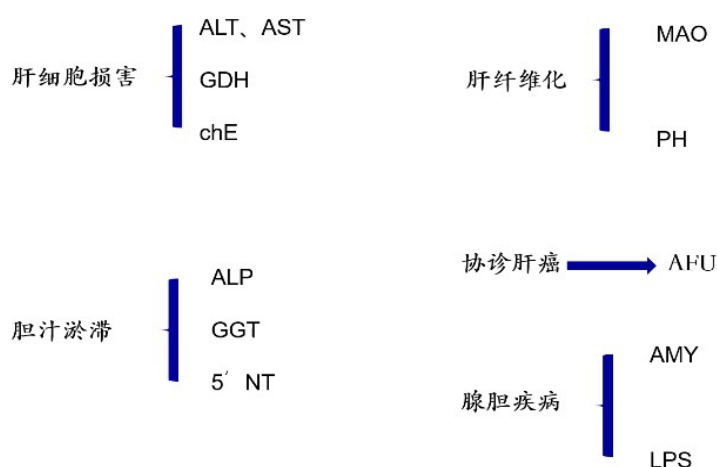 肝细胞损害
ALT、AST
GDH
chE
肝纤维化
MAO
PH
胆汁淤滞
ALP
GGT
5′ NT
协诊肝癌
AFU
腺胆疾病
AMY
LPS